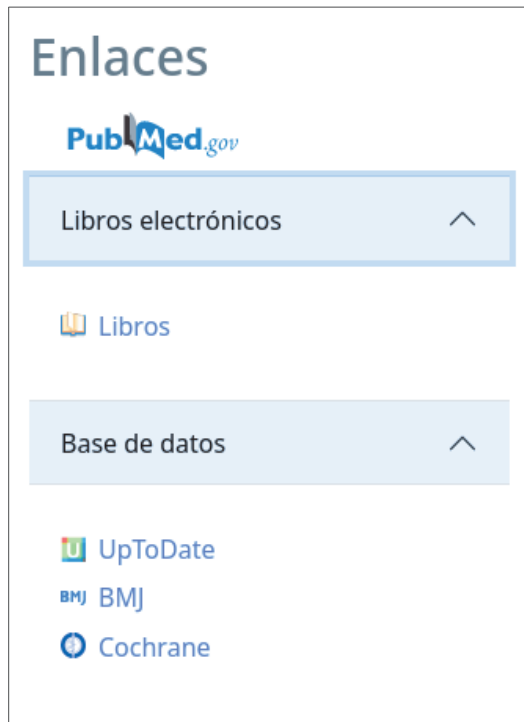 Enlaces
PubMed.gov
Libros electrónicos
Libros
Base de datos
U UpToDate
BMJ BMJ
Cochrane